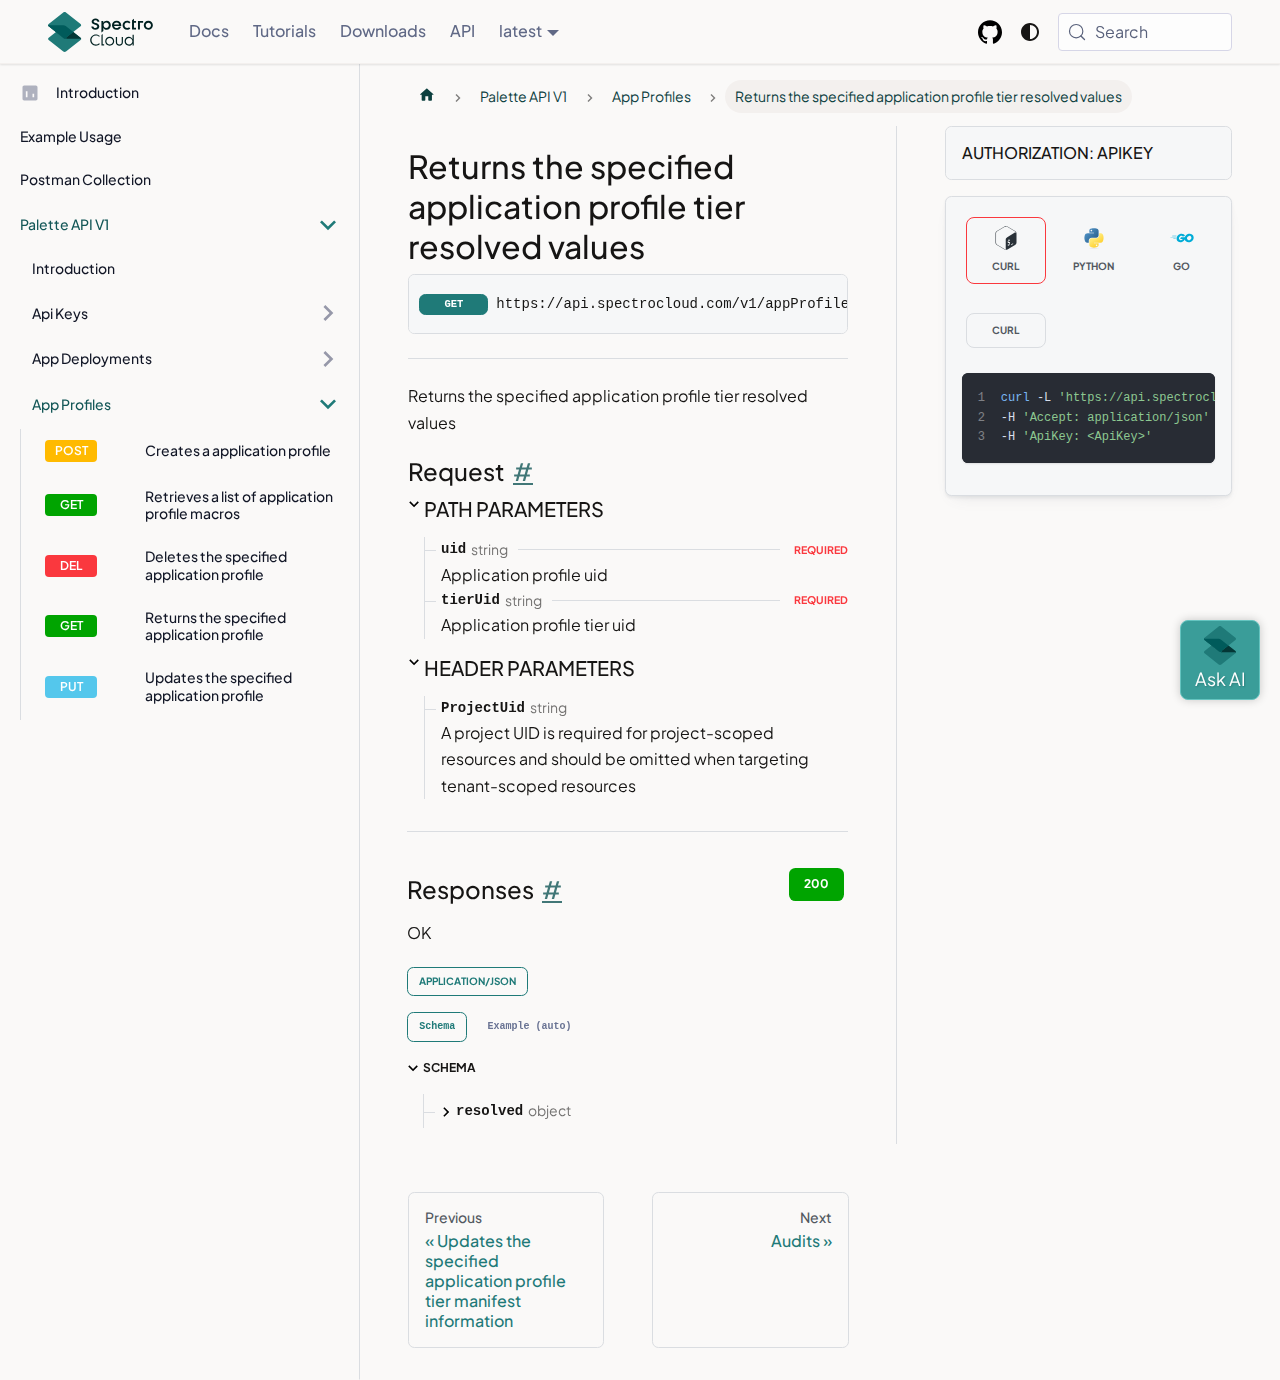 Spectro Cloud
Docs
Tutorials
Downloads
API
latest
Search
Introduction
Example Usage
Postman Collection
Palette API V1
Introduction
Api Keys
App Deployments
App Profiles
POST Creates a application profile
GET Retrieves a list of application
profile macros
DEL Deletes the specified
application profile
GET Returns the specified
application profile
PUT Updates the specified
application profile
Palette API V1
App Profiles
Returns the specified application profile tier resolved values
Returns the specified
application profile tier
resolved values
GET https://api.spectrocloud.com/v1/appProfile
Returns the specified application profile tier resolved
values
Request #
PATH PARAMETERS
uid string REQUIRED
Application profile uid
tierUid string REQUIRED
Application profile tier uid
HEADER PARAMETERS
ProjectUid string
A project UID is required for project-scoped
resources and should be omitted when targeting
tenant-scoped resources
Responses # 200
OK
APPLICATION/JSON
Schema Example (auto)
SCHEMA
resolved object
Previous
« Updates the
specified
application profile
tier manifest
information
Next
Audits »
AUTHORIZATION: APIKEY
CURL PYTHON GO
CURL
1 curl -L 'https://api.spectrocl
2 -H 'Accept: application/json'
3 -H 'ApiKey: <ApiKey>'
Ask AI